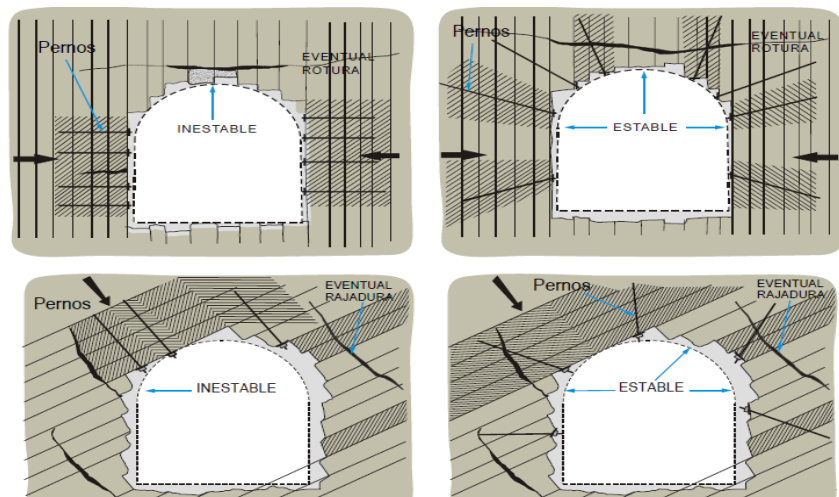 Pernos
EVENTUAL
ROTURA
INESTABLE
Pernos
EVENTUAL
ROTURA
ESTABLE
Pernos
EVENTUAL
RAJADURA
INESTABLE
Pernos
EVENTUAL
RAJADURA
ESTABLE